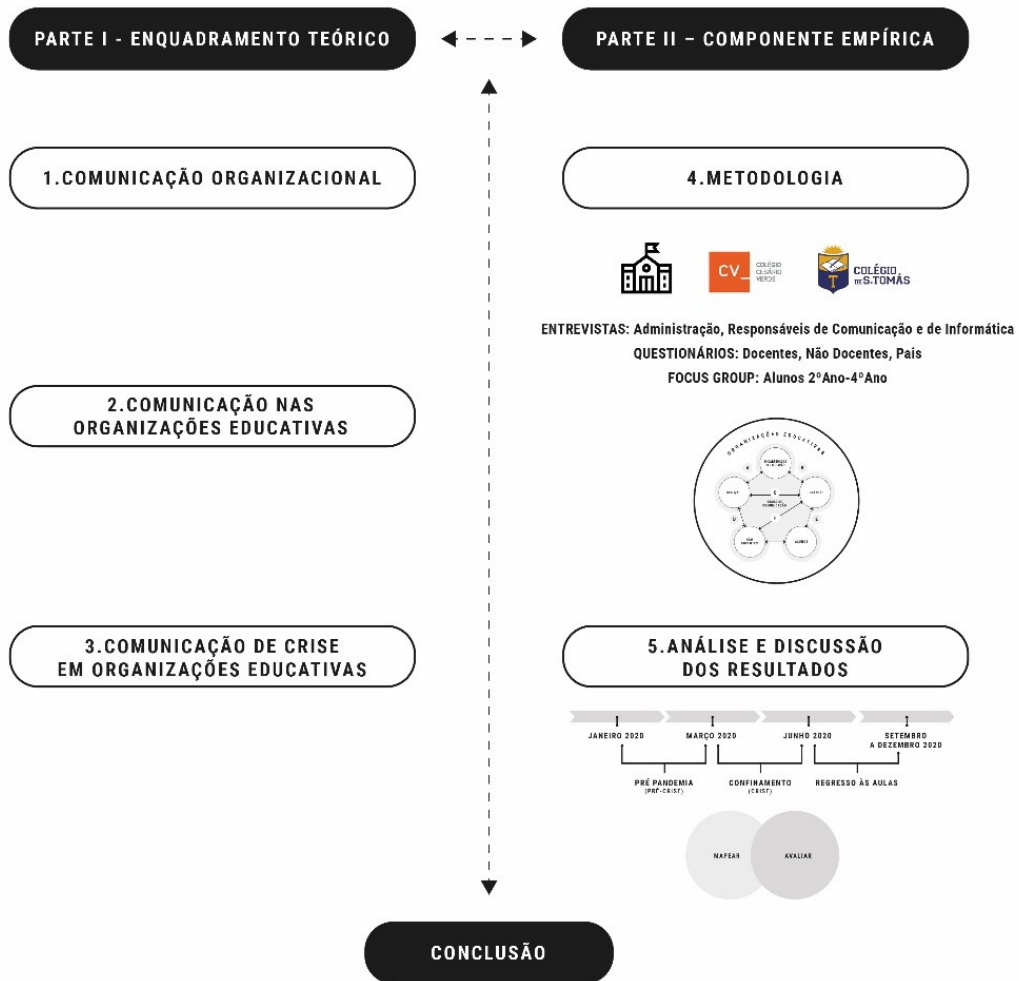 PARTE I - ENQUADRAMENTO TEÓRICO
PARTE II – COMPONENTE EMPÍRICA
1.COMUNICAÇÃO ORGANIZACIONAL
4.METODOLOGIA
CV_
COLÉGIO
CESÁRIO
VERDE
COLÉGIO
DE S.TOMÁS
ENTREVISTAS: Administração, Responsáveis de Comunicação e de Informática
QUESTIONÁRIOS: Docentes, Não Docentes, Pais
FOCUS GROUP: Alunos 2ºAno-4ºAno
2.COMUNICAÇÃO NAS
ORGANIZAÇÕES EDUCATIVAS
ORGANIZAÇÕES EDUCATIVAS
ALUNOS
3.COMUNICAÇÃO DE CRISE
EM ORGANIZAÇÕES EDUCATIVAS
5.ANÁLISE E DISCUSSÃO
DOS RESULTADOS
JANEIRO 2020
MARÇO 2020
JUNHO 2020
SETEMBRO
A DEZEMBRO 2020
PRÉ PANDEMIA
(PRÉ-CRISE)
CONFINAMENTO
(CRISE)
REGRESSO ÀS AULAS
MAPEAR
AVALIAR
CONCLUSÃO